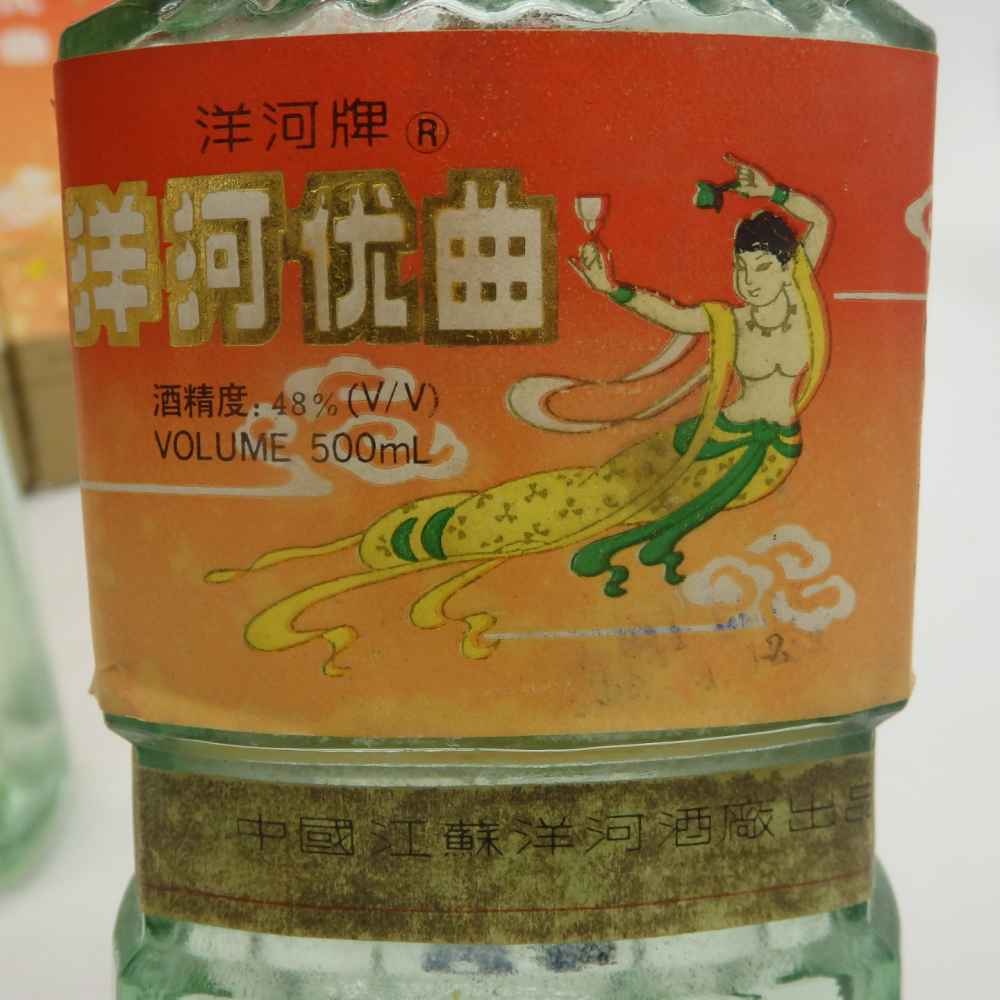 洋河牌 ®
洋河优曲
酒精度: 48% (V/V)
VOLUME 500mL
中國江蘇洋河酒廠出品